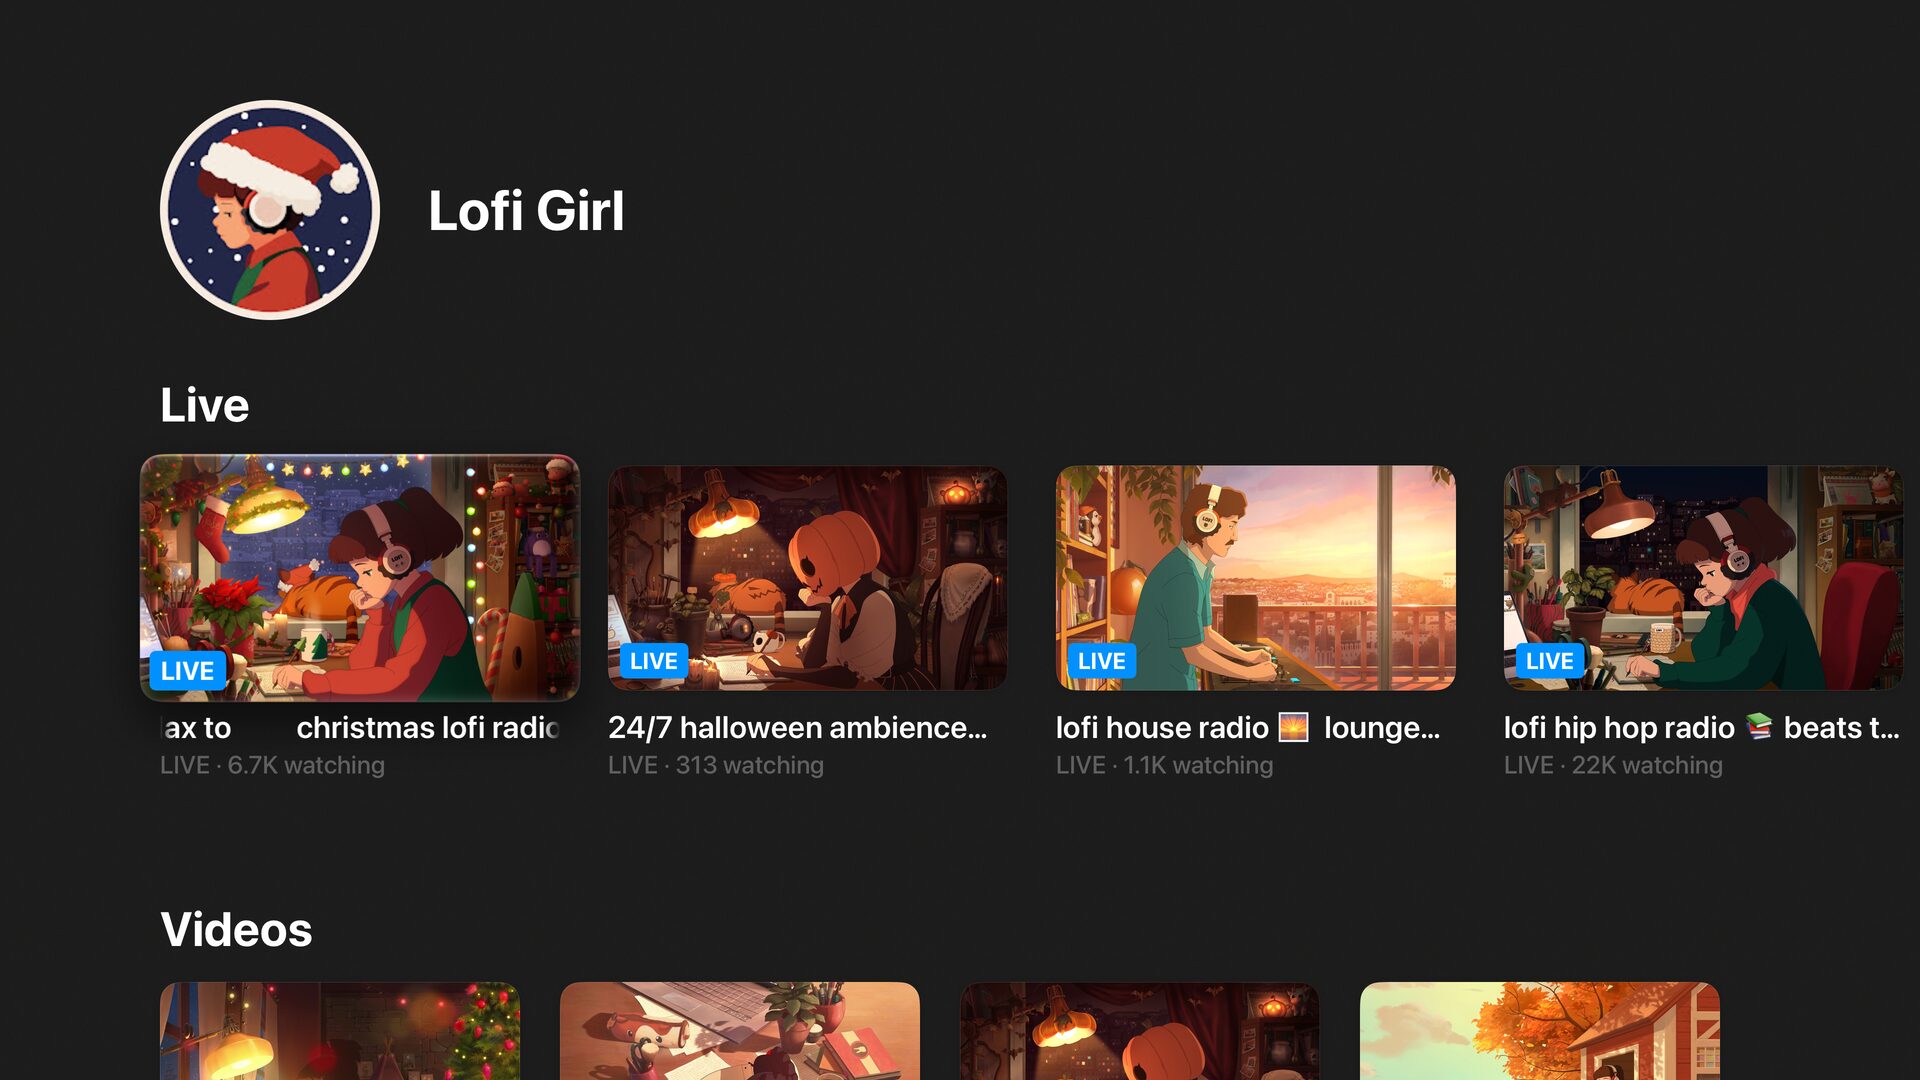 Lofi Girl
Live
LIVE
LIVE
LIVE
LIVE
ax to christmas lofi radio
LIVE · 6.7K watching
24/7 halloween ambience...
LIVE · 313 watching
lofi house radio 🌅 lounge...
LIVE · 1.1K watching
lofi hip hop radio 📚 beats t...
LIVE · 22K watching
Videos